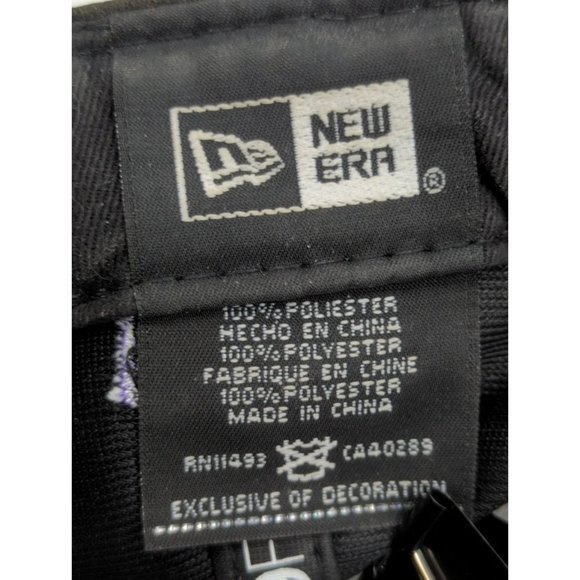 NEW
ERA
®
100% POLIESTER
HECHO EN CHINA
100% POLYESTER
FABRIQUE EN CHINE
100% POLYESTER
MADE IN CHINA
RN11493 CA40289
EXCLUSIVE OF DECORATION